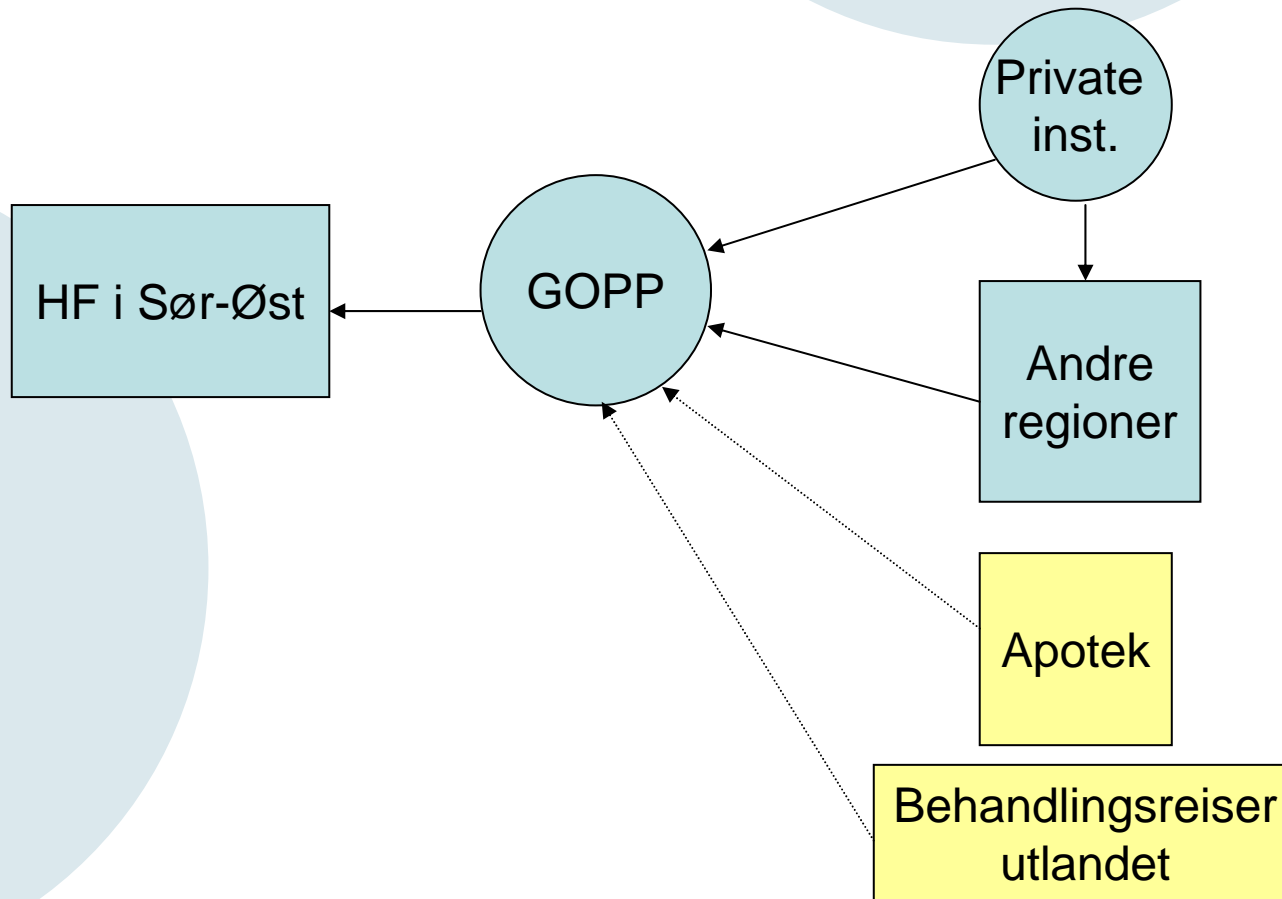 Private
inst.
HF i Sør-Øst
GOPP
Andre
regioner
Apotek
Behandlingsreiser
utlandet